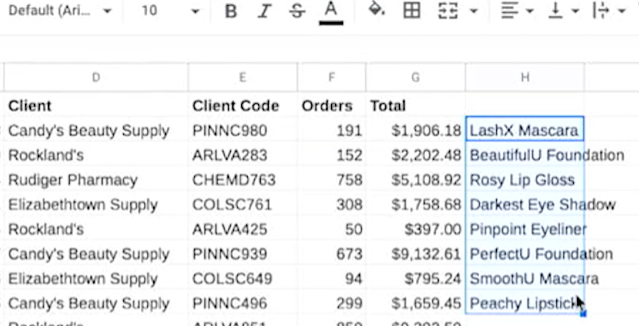 Default (Ari... 10 B I S A
D E F G H
Client Client Code Orders Total
Candy's Beauty Supply PINNC980 191 $1,906.18 LashX Mascara
Rockland's ARLVA283 152 $2,202.48 BeautifulU Foundation
Rudiger Pharmacy CHEMD763 758 $5,108.92 Rosy Lip Gloss
Elizabethtown Supply COLSC761 308 $1,758.68 Darkest Eye Shadow
Rockland's ARLVA425 50 $397.00 Pinpoint Eyeliner
Candy's Beauty Supply PINNC939 673 $9,132.61 PerfectU Foundation
Elizabethtown Supply COLSC649 94 $795.24 SmoothU Mascara
Candy's Beauty Supply PINNC496 299 $1,659.45 Peachy Lipstick